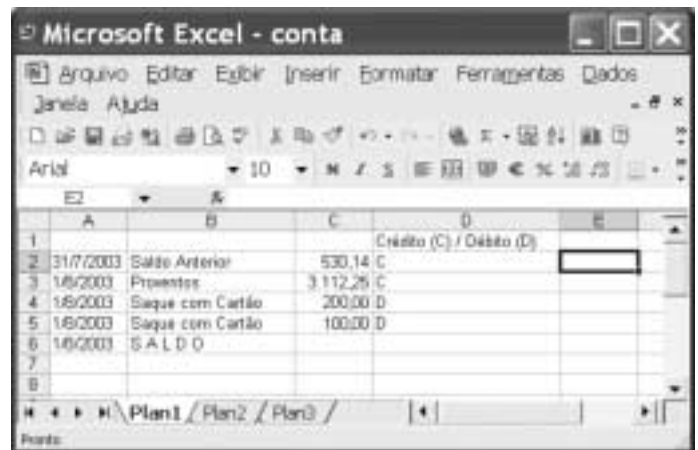 Microsoft Excel - conta
Arquivo Editar Exibir Inserir Formatar Ferramentas Dados
Janela Ajuda
Arial 10
E2
A B C D E
1 Crédito (C) / Débito (D)
2 31/7/2003 Saldo Anterior 530,14 C
3 1/8/2003 Proventos 3.112,25 C
4 1/8/2003 Saque com Cartão 200,00 D
5 1/8/2003 Saque com Cartão 100,00 D
6 1/8/2003 S A L D O
7
8
Plan1 / Plan2 / Plan3 /
Pronto